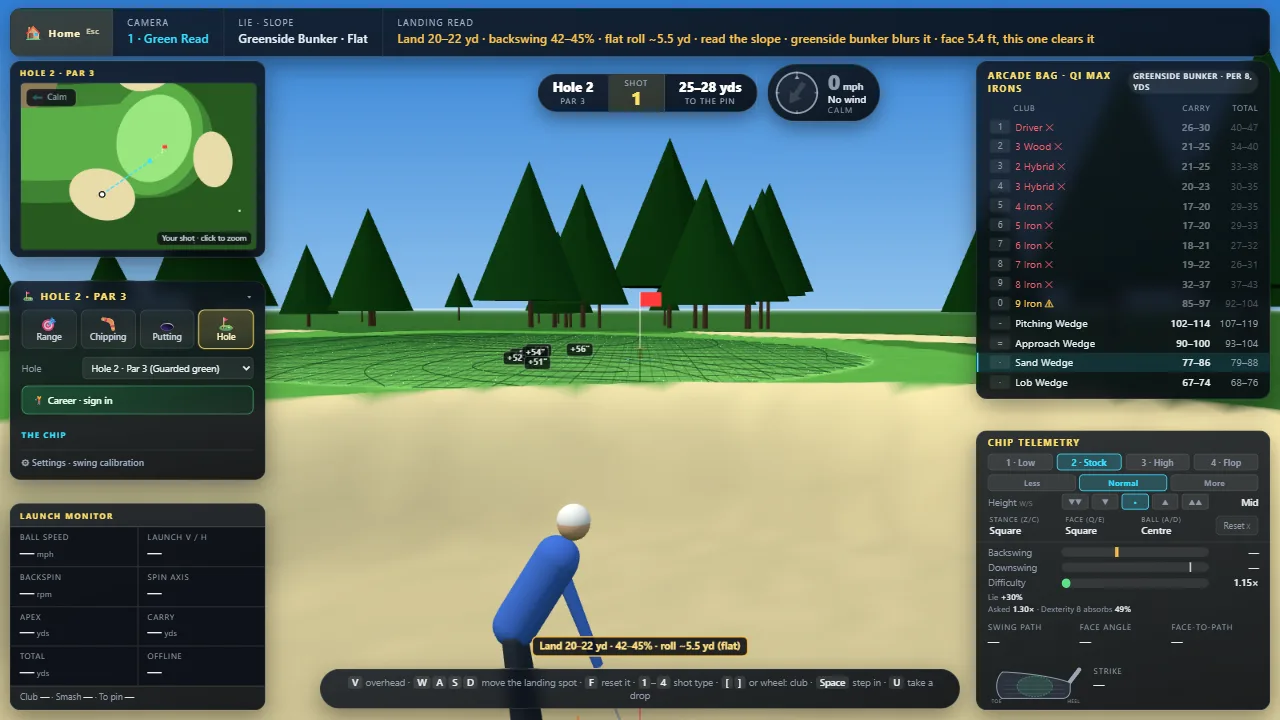 Home Esc
CAMERA
1 · Green Read
LIE · SLOPE
Greenside Bunker · Flat
LANDING READ
Land 20–22 yd · backswing 42–45% · flat roll ~5.5 yd · read the slope · greenside bunker blurs it · face 5.4 ft, this one clears it
HOLE 2 · PAR 3
Calm
Your shot · click to zoom
Hole 2
PAR 3
SHOT
1
25–28 yds
TO THE PIN
0 mph
No wind
CALM
HOLE 2 · PAR 3
Range
Chipping
Putting
Hole
Hole
Hole 2 · Par 3 (Guarded green)
Career · sign in
THE CHIP
Settings · swing calibration
LAUNCH MONITOR
BALL SPEED
— mph
LAUNCH V / H
—
BACKSPIN
— rpm
SPIN AXIS
—
APEX
— yds
CARRY
— yds
TOTAL
— yds
OFFLINE
—
Club — · Smash — · To pin —
+52
+54"
+51"
+56"
Land 20–22 yd · 42–45% · roll ~5.5 yd (flat)
V overhead · W A S D move the landing spot · F reset it · 1 – 4 shot type · [ ] or wheel: club · Space step in · U take a
drop
ARCADE BAG · QI MAX
IRONS
GREENSIDE BUNKER · PER 8,
YDS
CLUB CARRY TOTAL
1 Driver ✕ 26–30 40–47
2 3 Wood ✕ 21–25 34–40
3 2 Hybrid ✕ 21–25 33–38
4 3 Hybrid ✕ 20–23 30–35
5 4 Iron ✕ 17–20 29–35
6 5 Iron ✕ 17–20 29–33
7 6 Iron ✕ 18–21 27–32
8 7 Iron ✕ 19–22 26–31
9 8 Iron ✕ 32–37 37–43
0 9 Iron ⚠ 85–97 92–104
- Pitching Wedge 102–114 107–119
= Approach Wedge 90–100 93–104
· Sand Wedge 77–86 79–88
· Lob Wedge 67–74 68–76
CHIP TELEMETRY
1 · Low
2 · Stock
3 · High
4 · Flop
Less
Normal
More
Height W/S
▼▼ ▼ • ▲ ▲▲
Mid
STANCE (Z/C)
Square
FACE (Q/E)
Square
BALL (A/D)
Centre
Reset x
Backswing —
Downswing —
Difficulty 1.15×
Lie +30%
Asked 1.30× · Dexterity 8 absorbs 49%
SWING PATH
—
FACE ANGLE
—
FACE-TO-PATH
—
TOE
HEEL
STRIKE
—